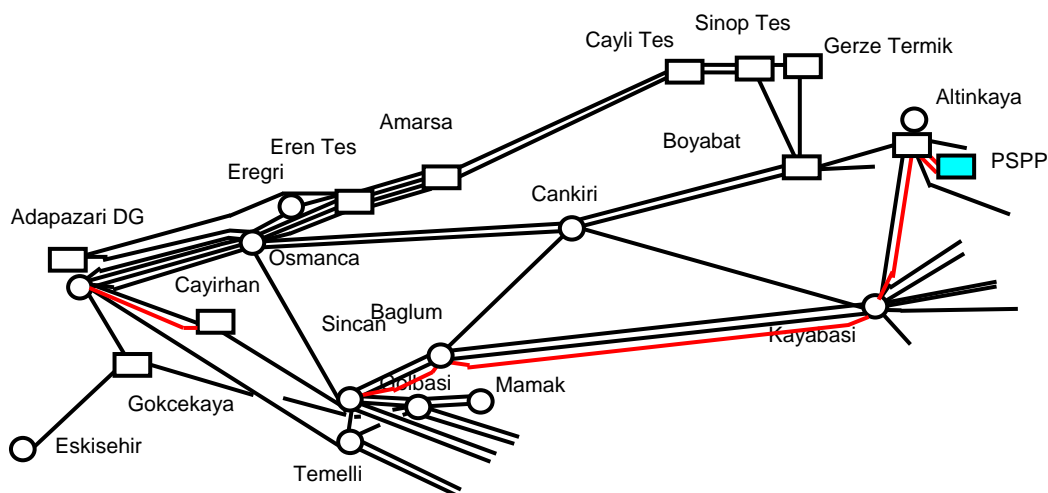 Sinop Tes
Cayli Tes
Gerze Termik
Altinkaya
Amarsa
Eren Tes
Boyabat
PSPP
Eregri
Cankiri
Adapazari DG
Osmanca
Cayirhan
Sincan
Baglum
Kayabasi
Golbasi
Mamak
Gokcekaya
Eskisehir
Temelli